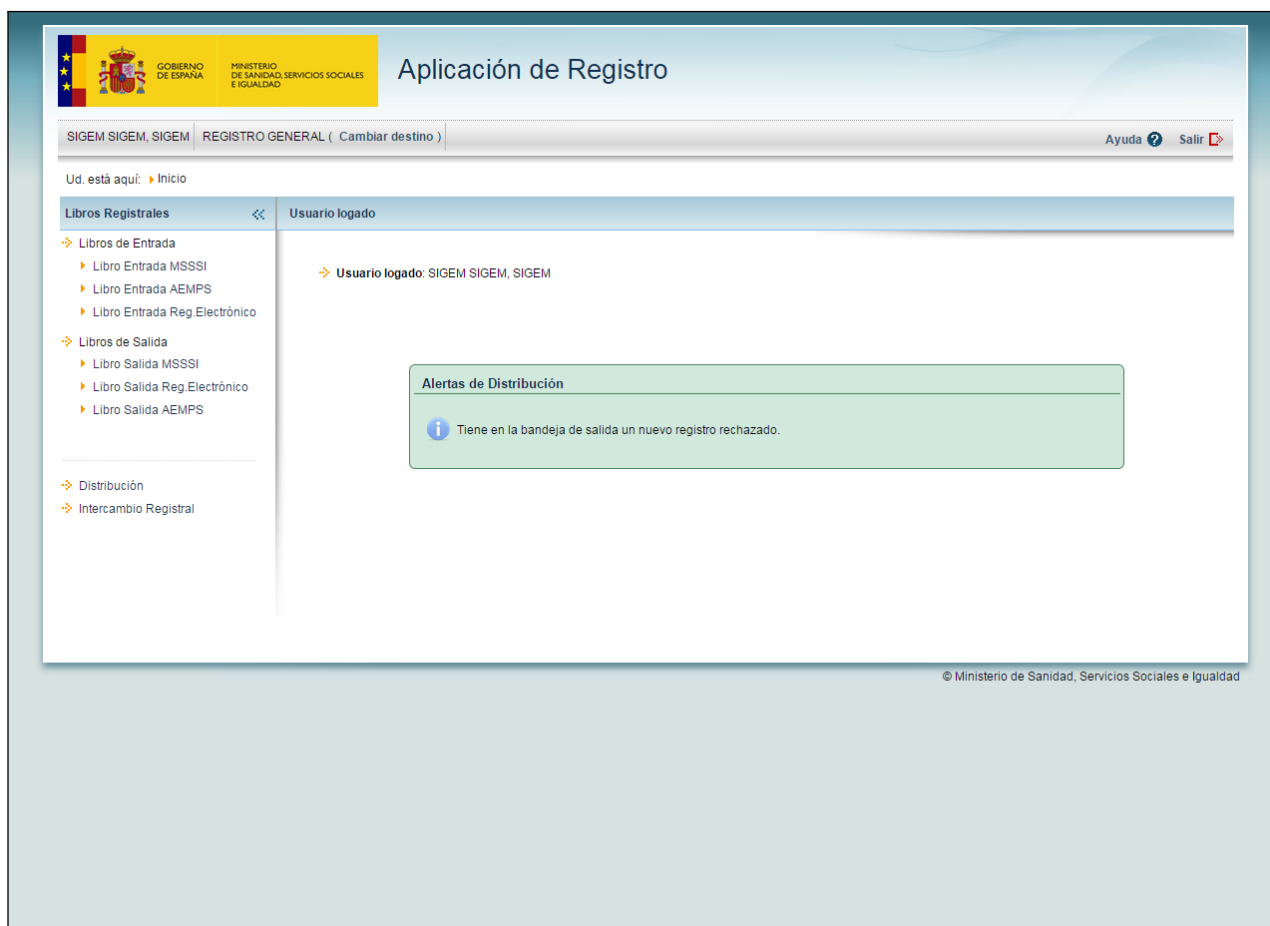 GOBIERNO
DE ESPAÑA
MINISTERIO
DE SANIDAD, SERVICIOS SOCIALES
E IGUALDAD
Aplicación de Registro
SIGEM SIGEM, SIGEM REGISTRO GENERAL ( Cambiar destino )
Ayuda ? Salir
Ud. está aquí: Inicio
Libros Registrales
Usuario logado
Libros de Entrada
Libro Entrada MSSSI
Libro Entrada AEMPS
Libro Entrada Reg.Electrónico
Libros de Salida
Libro Salida MSSSI
Libro Salida Reg.Electrónico
Libro Salida AEMPS
Distribución
Intercambio Registral
Usuario logado: SIGEM SIGEM, SIGEM
Alertas de Distribución
Tiene en la bandeja de salida un nuevo registro rechazado.
© Ministerio de Sanidad, Servicios Sociales e Igualdad